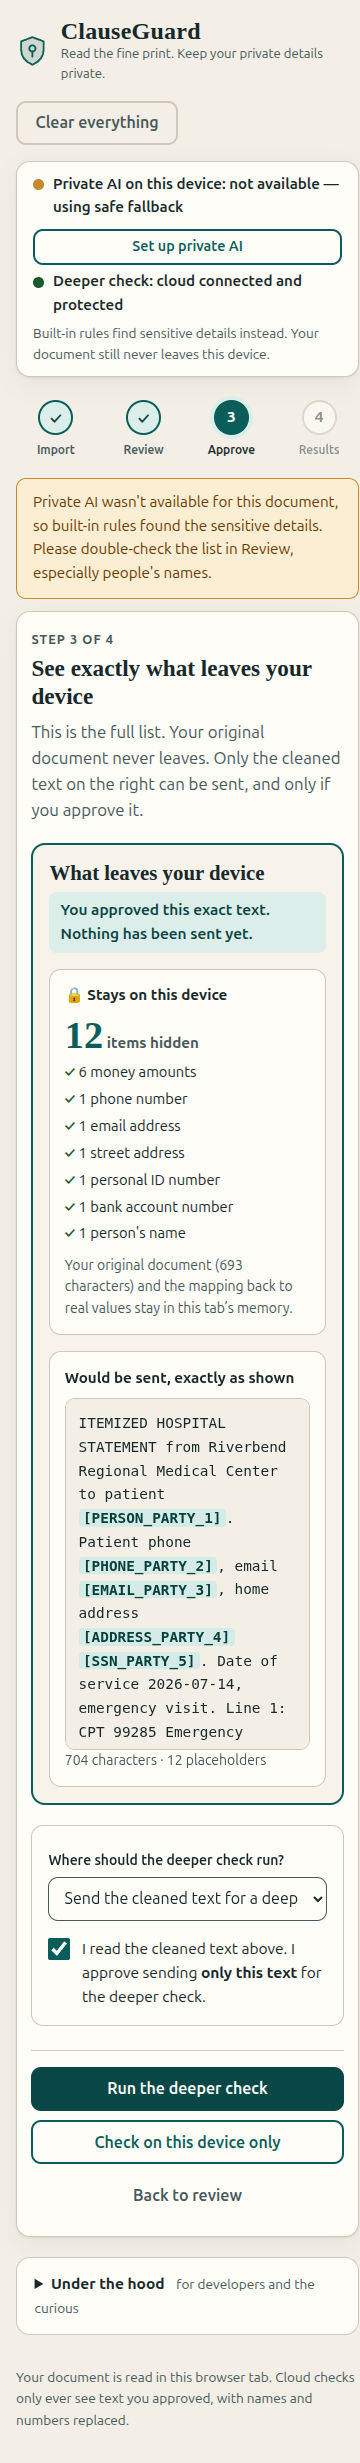 ClauseGuard
Read the fine print. Keep your private details
private.
Clear everything
Private AI on this device: not available —
using safe fallback
Set up private AI
Deeper check: cloud connected and
protected
Built-in rules find sensitive details instead. Your
document still never leaves this device.
3
4
Import
Review
Approve
Results
Private AI wasn't available for this document,
so built-in rules found the sensitive details.
Please double-check the list in Review,
especially people's names.
STEP 3 OF 4
See exactly what leaves your
device
This is the full list. Your original
document never leaves. Only the cleaned
text on the right can be sent, and only if
you approve it.
What leaves your device
You approved this exact text.
Nothing has been sent yet.
🔒 Stays on this device
12 items hidden
✓ 6 money amounts
✓ 1 phone number
✓ 1 email address
✓ 1 street address
✓ 1 personal ID number
✓ 1 bank account number
✓ 1 person's name
Your original document (693
characters) and the mapping back to
real values stay in this tab's memory.
Would be sent, exactly as shown
ITEMIZED HOSPITAL
STATEMENT from Riverbend
Regional Medical Center
to patient
[PERSON_PARTY_1].
Patient phone
[PHONE_PARTY_2], email
[EMAIL_PARTY_3], home
address
[ADDRESS_PARTY_4]
[SSN_PARTY_5]. Date of
service 2026-07-14,
emergency visit. Line 1:
CPT 99285 Emergency
704 characters · 12 placeholders
Where should the deeper check run?
Send the cleaned text for a deep
I read the cleaned text above. I
approve sending only this text for
the deeper check.
Run the deeper check
Check on this device only
Back to review
▶ Under the hood for developers and the
curious
Your document is read in this browser tab. Cloud checks
only ever see text you approved, with names and
numbers replaced.